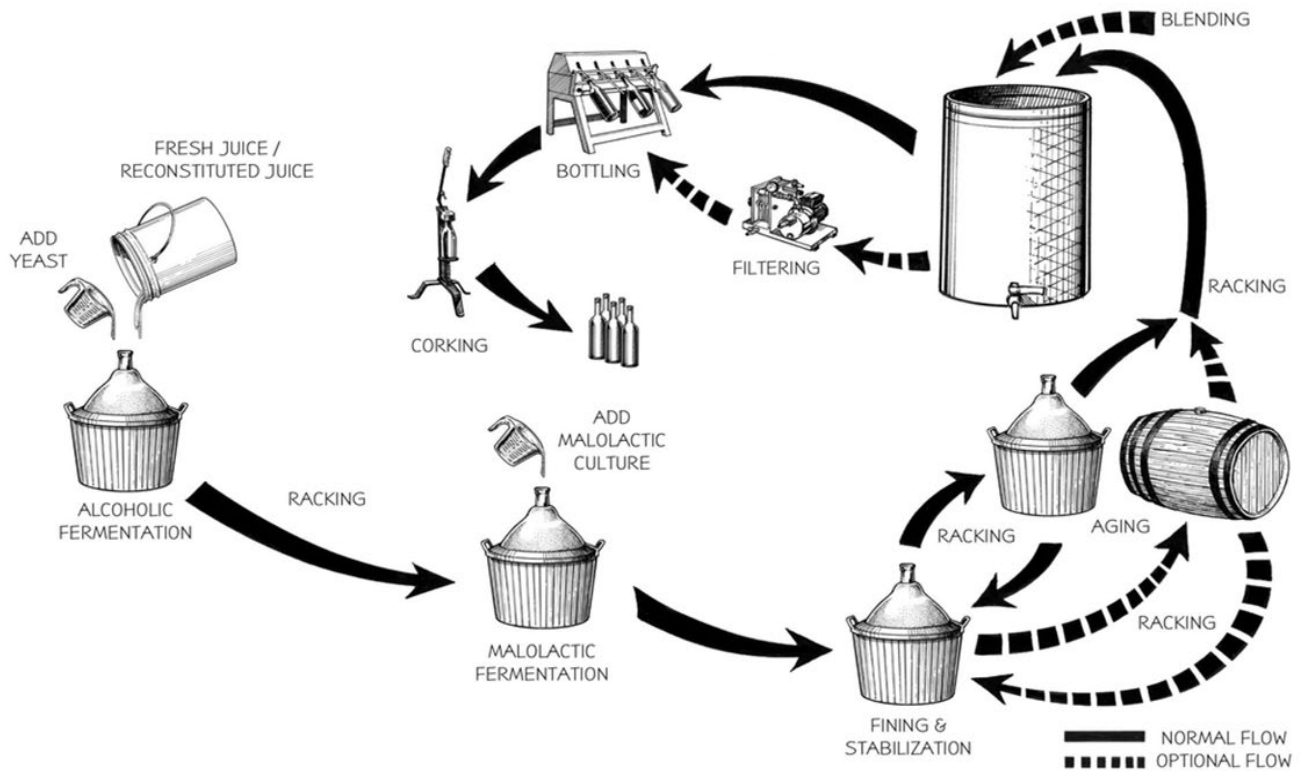 BLENDING
BOTTLING
FRESH JUICE /
RECONSTITUTED JUICE
ADD
YEAST
FILTERING
RACKING
CORKING
ADD
MALOLACTIC
CULTURE
ALCOHOLIC
FERMENTATION
RACKING
RACKING
AGING
MALOLACTIC
FERMENTATION
RACKING
FINING &
STABILIZATION
NORMAL FLOW
OPTIONAL FLOW